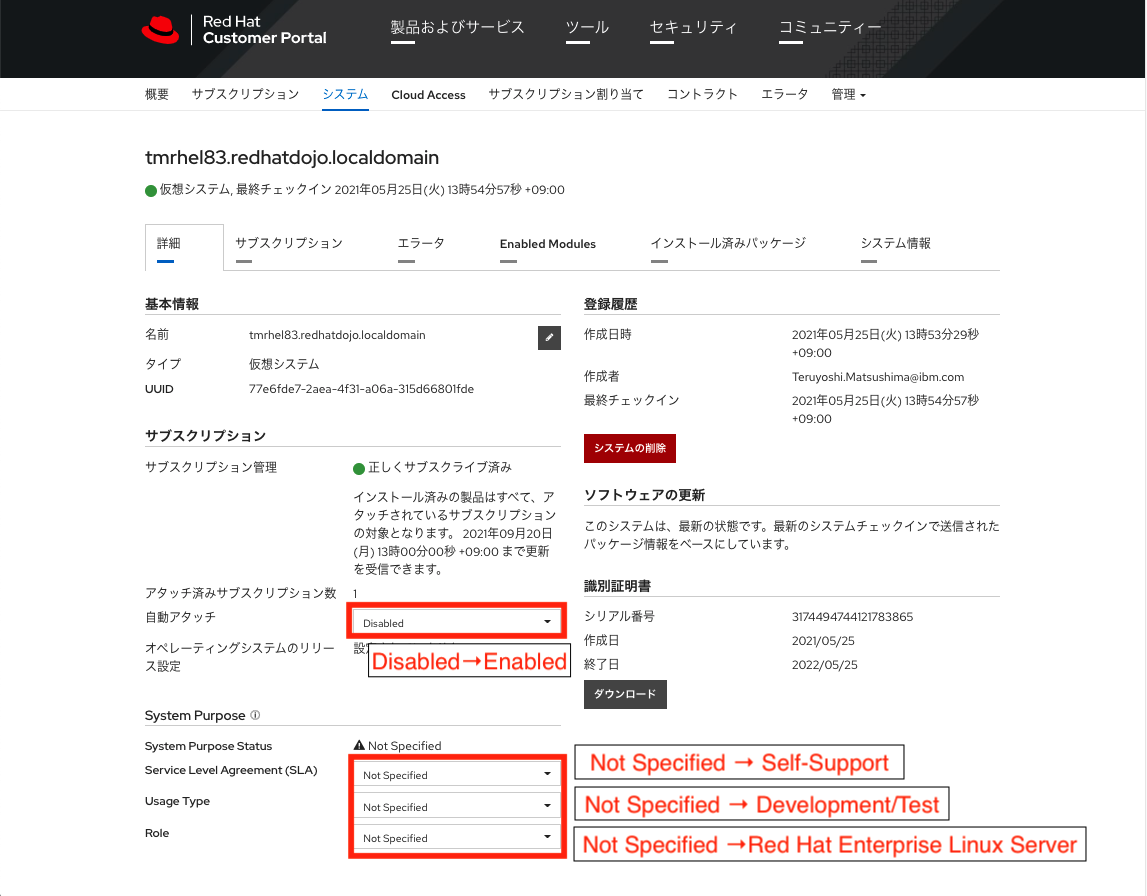 Red Hat
Customer Portal
製品およびサービス
ツール
セキュリティ
コミュニティー
概要
サブスクリプション
システム
Cloud Access
サブスクリプション割り当て
コントラクト
エラータ
管理
tmrhel83.redhatdojo.localdomain
仮想システム, 最終チェックイン 2021年05月25日(火) 13時54分57秒 +09:00
詳細
サブスクリプション
エラータ
Enabled Modules
インストール済みパッケージ
システム情報
基本情報
名前 tmrhel83.redhatdojo.localdomain
タイプ 仮想システム
UUID 77e6fde7-2aea-4f31-a06a-315d66801fde
サブスクリプション
サブスクリプション管理 正しくサブスクライブ済み
インストール済みの製品はすべて、ア
タッチされているサブスクリプション
の対象となります。 2021年09月20日
(月) 13時00分00秒 +09:00 まで更新
を受信できます。
アタッチ済みサブスクリプション数 1
自動アタッチ Disabled
オペレーティングシステムのリリー
ス設定
Disabled→Enabled
System Purpose
System Purpose Status Not Specified
Service Level Agreement (SLA) Not Specified
Not Specified → Self-Support
Usage Type Not Specified
Not Specified → Development/Test
Role Not Specified
Not Specified →Red Hat Enterprise Linux Server
登録履歴
作成日時 2021年05月25日(火) 13時53分29秒
+09:00
作成者 Teruyoshi.Matsushima@ibm.com
最終チェックイン 2021年05月25日(火) 13時54分57秒
+09:00
システムの削除
ソフトウェアの更新
このシステムは、最新の状態です。最新のシステムチェックインで送信された
パッケージ情報をベースにしています。
識別証明書
シリアル番号 3174494744121783865
作成日 2021/05/25
終了日 2022/05/25
ダウンロード